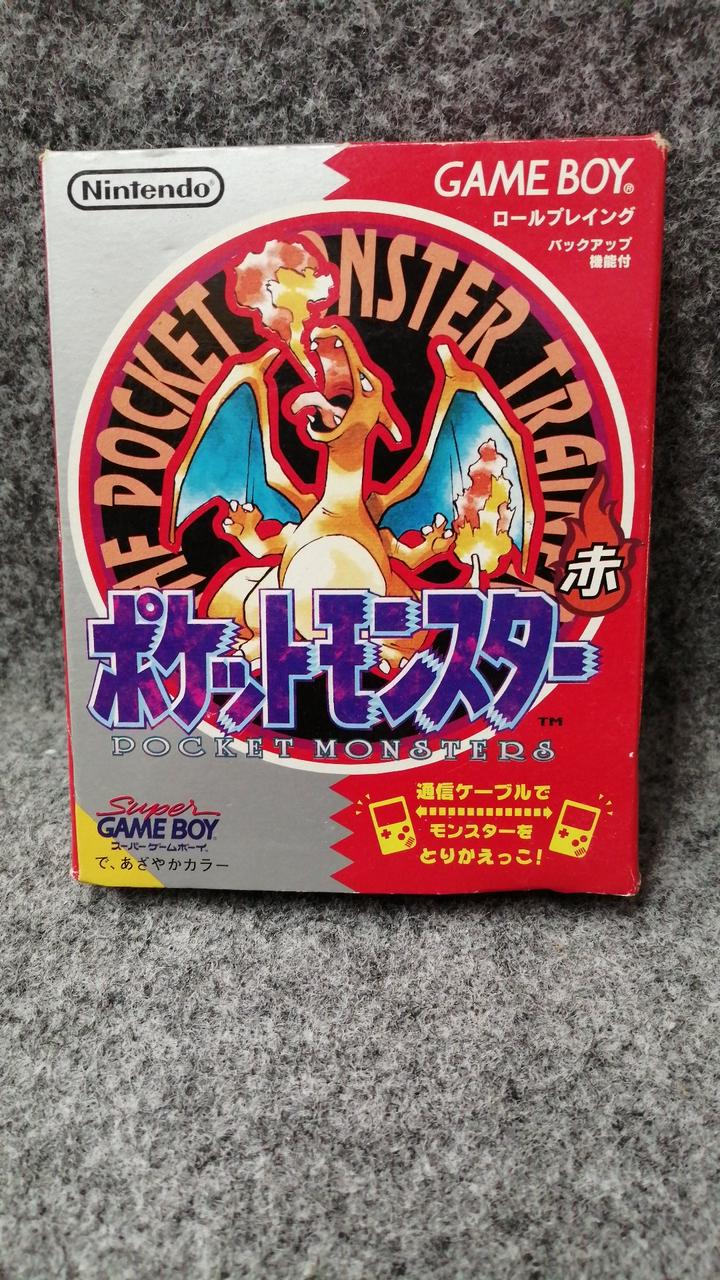 Nintendo®
GAME BOY®
ロールプレイング
バックアップ
機能付
POCKET MONSTER
赤
ポケットモンスター
TM
POCKET MONSTERS
Super
GAME BOY
スーパーゲームボーイ
で、あざやかカラー
通信ケーブルで
モンスターを
とりかえっこ!